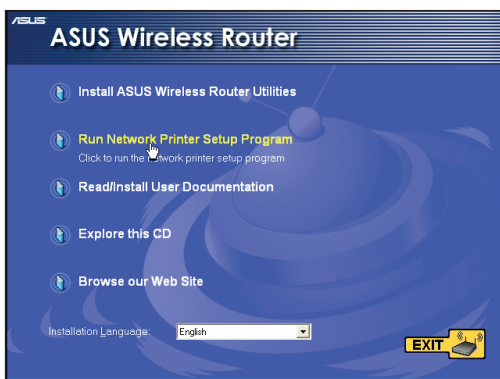 ASUS
ASUS Wireless Router
Install ASUS Wireless Router Utilities
Run Network Printer Setup Program
Click to run the network printer setup program
Read/Install User Documentation
Explore this CD
Browse our Web Site
Installation Language: English
EXIT